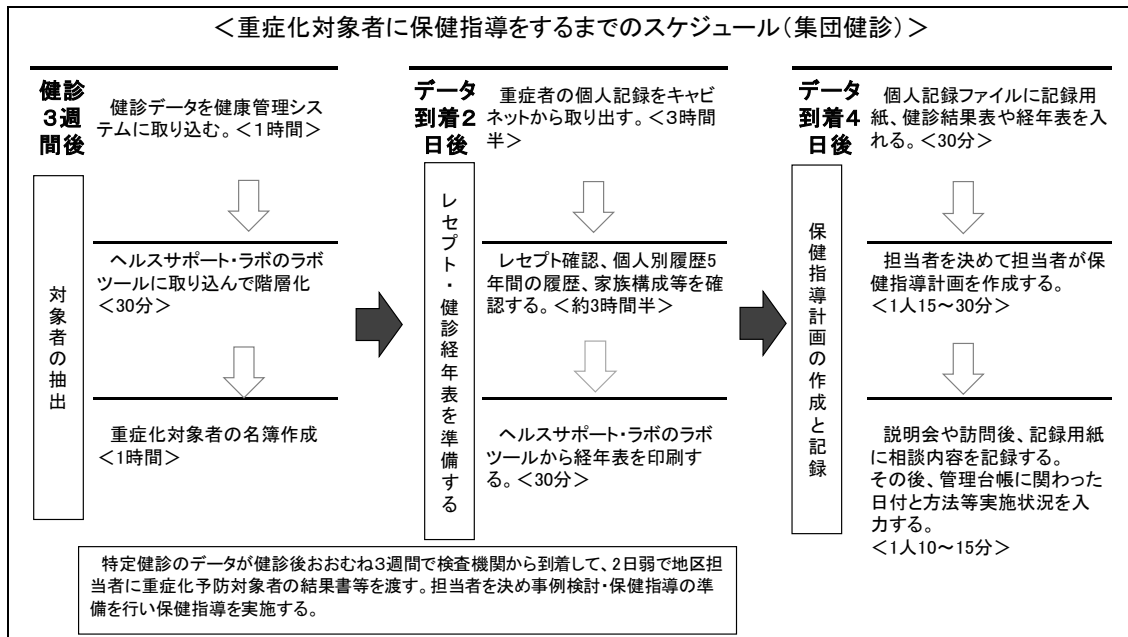 <重症化対象者に保健指導をするまでのスケジュール(集団健診)>
健診
3週
間後
健診データを健康管理シス
テムに取り込む。<1時間>
対象者の抽出
ヘルスサポート・ラボのラボ
ツールに取り込んで階層化
<30分>
重症化対象者の名簿作成
<1時間>
データ
到着2
日後
重症者の個人記録をキャビ
ネットから取り出す。<3時間
半>
レセプト・健診経年表を準備する
レセプト確認、個人別履歴5
年間の履歴、家族構成等を確
認する。<約3時間半>
ヘルスサポート・ラボのラボ
ツールから経年表を印刷す
る。<30分>
データ
到着4
日後
個人記録ファイルに記録用
紙、健診結果表や経年表を入
れる。<30分>
保健指導計画の作成と記録
担当者を決めて担当者が保
健指導計画を作成する。
<1人15~30分>
説明会や訪問後、記録用紙
に相談内容を記録する。
その後、管理台帳に関わった
日付と方法等実施状況を入
力する。
<1人10~15分>
特定健診のデータが健診後おおむね3週間で検査機関から到着して、2日弱で地区担
当者に重症化予防対象者の結果書等を渡す。担当者を決め事例検討・保健指導の準
備を行い保健指導を実施する。